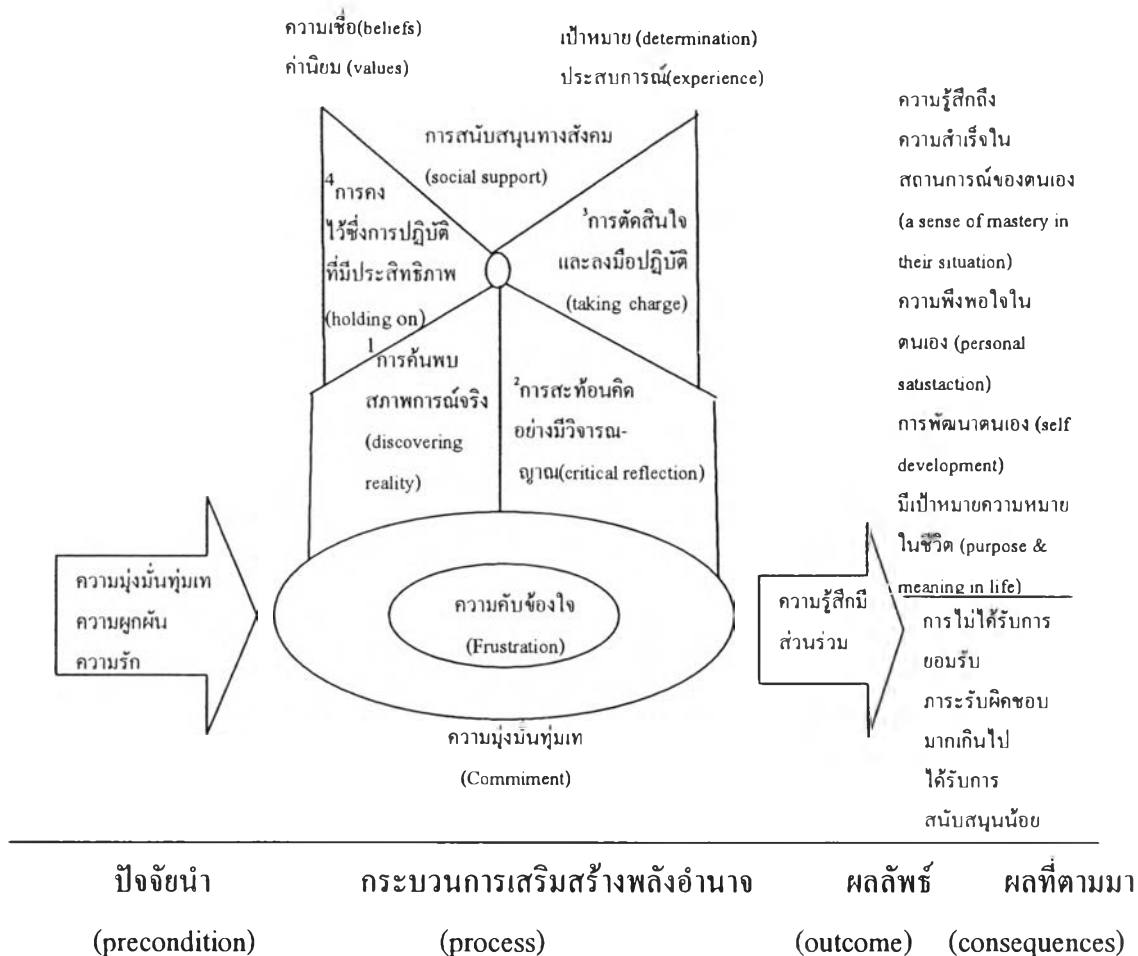 ความเชื่อ(beliefs)
ค่านิยม (values)
เป้าหมาย (determination)
ประสบการณ์(experience)
การสนับสนุนทางสังคม
(social support)
4การคง
ไว้ซึ่งการปฏิบัติ
ที่มีประสิทธิภาพ
(holding on)
3การตัดสินใจ
และลงมือปฏิบัติ
(taking charge)
1การค้นพบ
สภาพการณ์จริง
(discovering
reality)
2การสะท้อนคิด
อย่างมีวิจารณ-
ญาณ(critical reflection)
ความมุ่งมั่นทุ่มเท
ความผูกผัน
ความรัก
ความคับข้องใจ
(Frustration)
ความมุ่งมั่นทุ่มเท
(Commiment)
ความรู้สึกมี
ส่วนร่วม
ความรู้สึกถึง
ความสำเร็จใน
สถานการณ์ของตนเอง
(a sense of mastery in
their situation)
ความพึงพอใจใน
ตนเอง (personal
satistaction)
การพัฒนาตนเอง (self
development)
มีเป้าหมายความหมาย
ในชีวิต (purpose &
meaning in life)
การไม่ได้รับการ
ยอมรับ
ภาระรับผิดชอบ
มากเกินไป
ได้รับการ
สนับสนุนน้อย
ปัจจัยนำ
(precondition)
กระบวนการเสริมสร้างพลังอำนาจ
(process)
ผลลัพธ์
(outcome)
ผลที่ตามมา
(consequences)